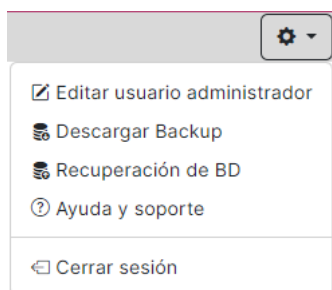 Editar usuario administrador
Descargar Backup
Recuperación de BD
Ayuda y soporte
Cerrar sesión